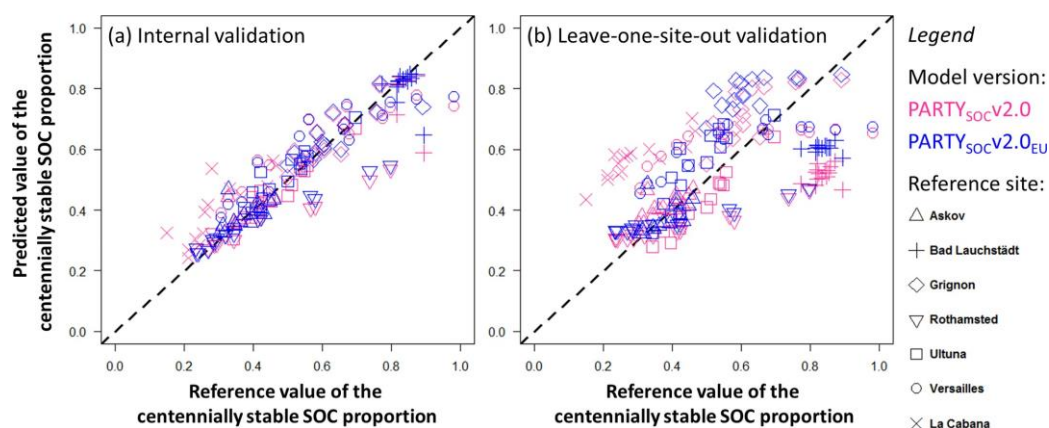 (a) Internal validation
(b) Leave-one-site-out validation
Predicted value of the
centennially stable SOC proportion
1.0
0.8
0.6
0.4
0.2
0.0
0.0 0.2 0.4 0.6 0.8 1.0
Reference value of the
centennially stable SOC proportion
1.0
0.8
0.6
0.4
0.2
0.0
0.0 0.2 0.4 0.6 0.8 1.0
Reference value of the
centennially stable SOC proportion
Legend
Model version:
PARTYSOCv2.0
PARTYSOCv2.0EU
Reference site:
Askov
Bad Lauchstädt
Grignon
Rothamsted
Ultuna
Versailles
La Cabana